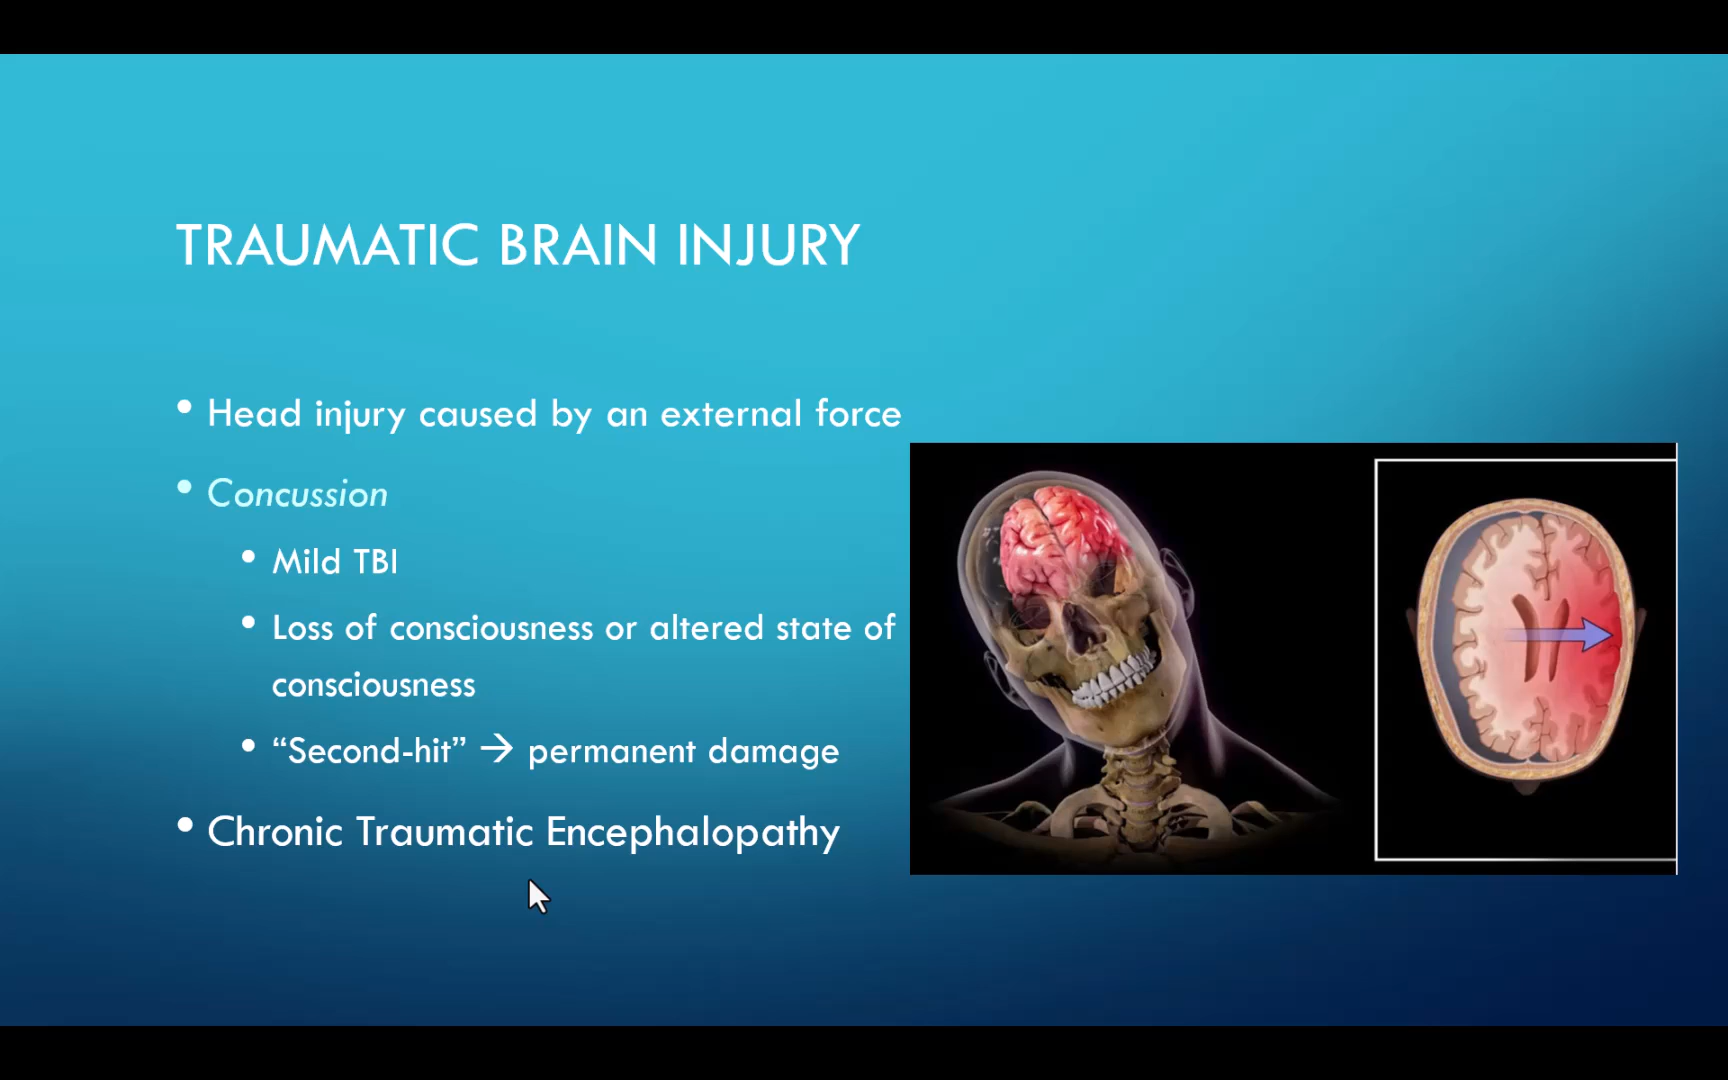 TRAUMATIC BRAIN INJURY
• Head injury caused by an external force
• Concussion
• Mild TBI
• Loss of consciousness or altered state of
consciousness
• “Second-hit” → permanent damage
• Chronic Traumatic Encephalopathy